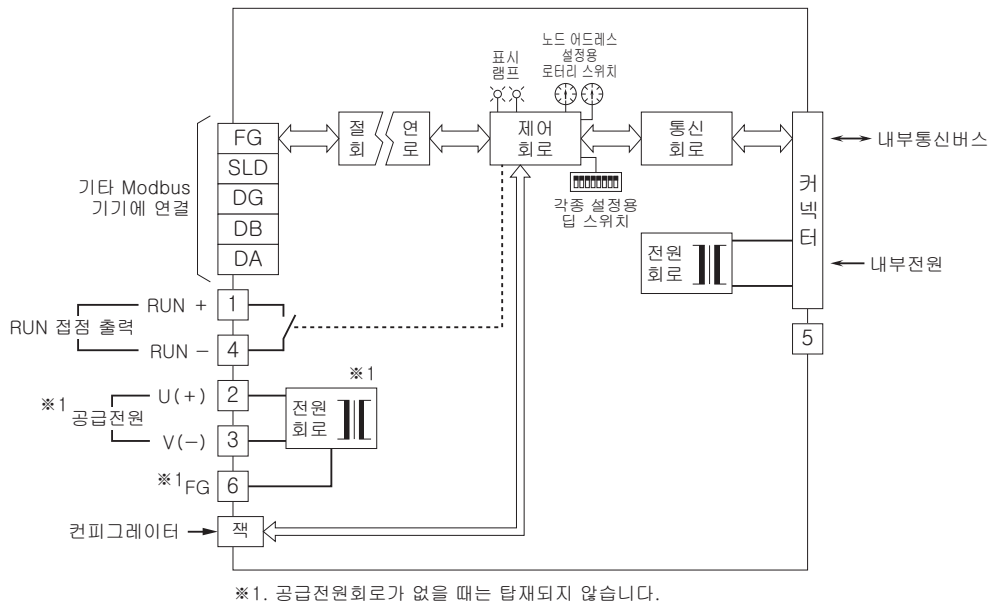 표시
램프
노드 어드레스
설정용
로터리 스위치
FG
SLD
DG
DB
DA
기타 Modbus
기기에 연결
절 연
회 로
제어
회로
통신
회로
커
넥
터
내부통신버스
각종 설정용
딥 스위치
전원
회로
내부전원
5
RUN 접점 출력
RUN +
1
RUN −
4
※1
공급전원
U(+)
2
V(−)
3
※1
전원
회로
※1 FG
6
컨피그레이터
잭
※1. 공급전원회로가 없을 때는 탑재되지 않습니다.